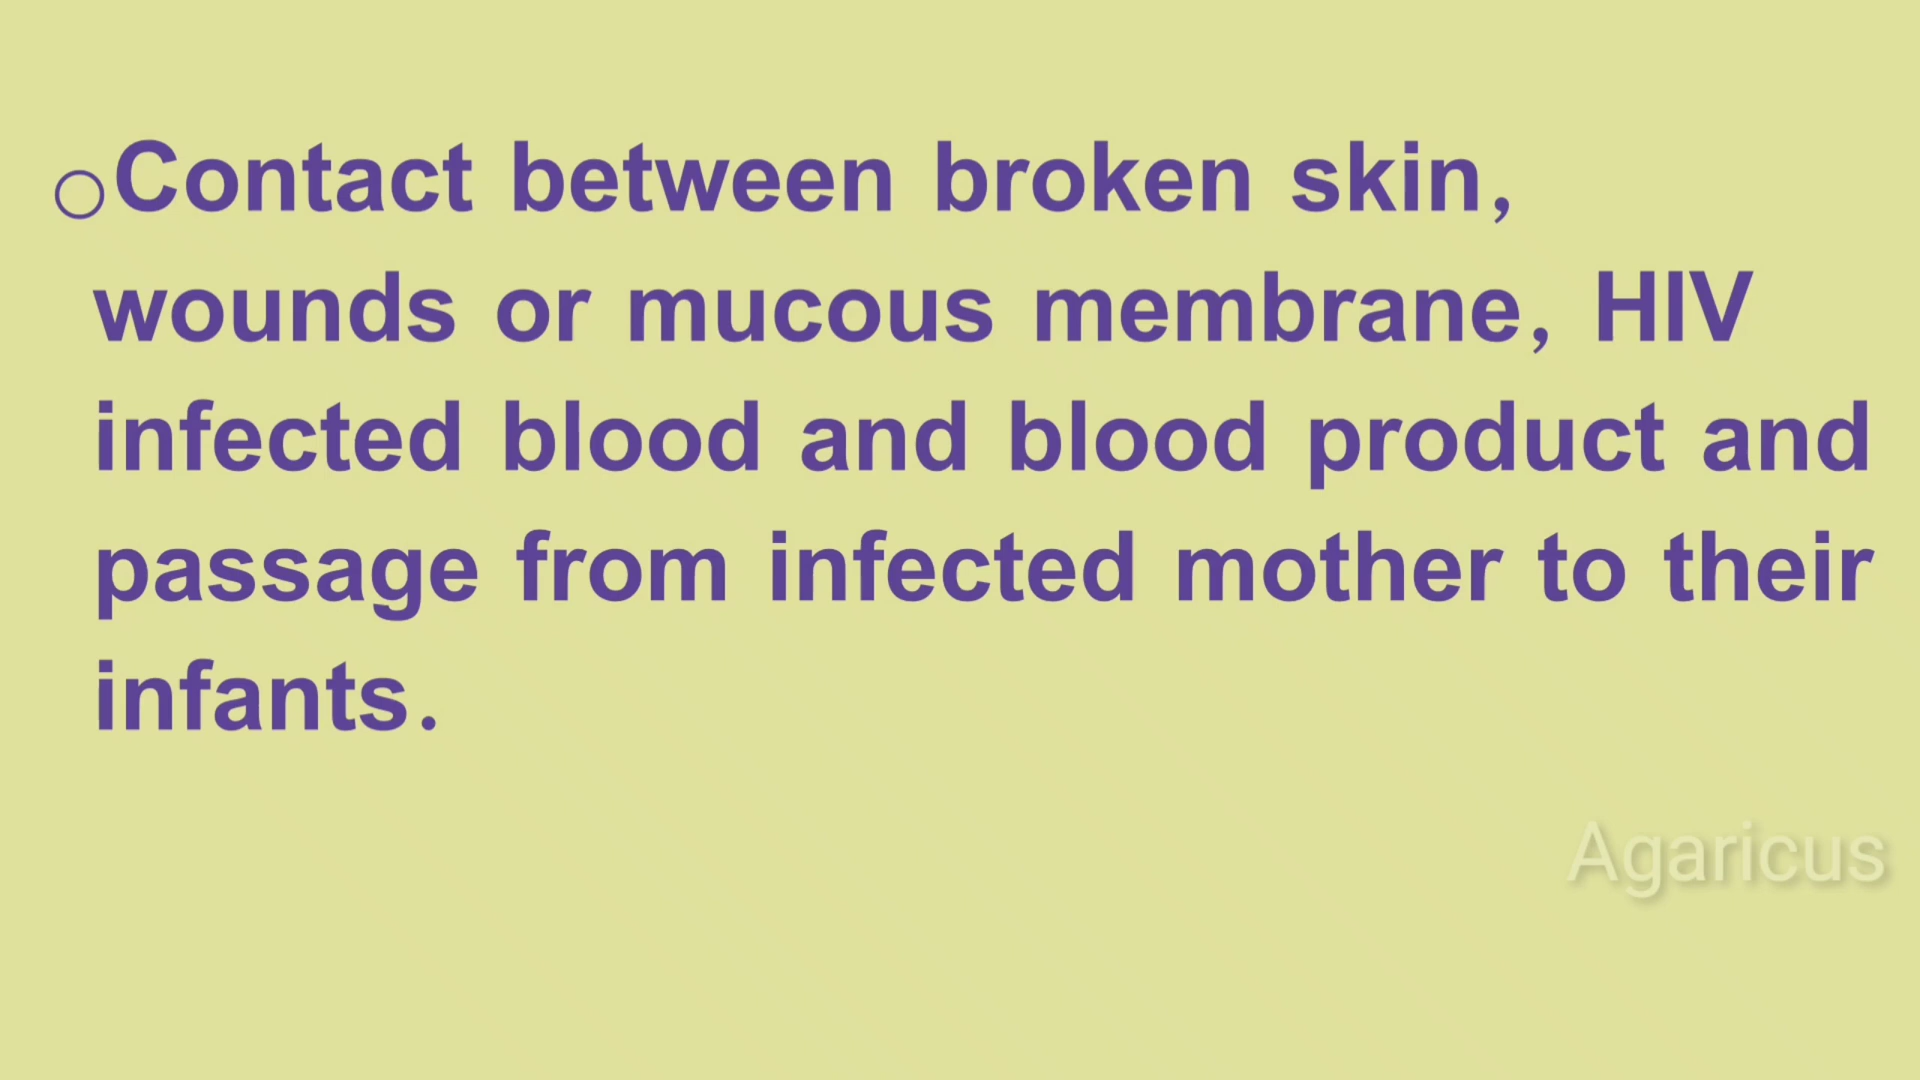 ○Contact between broken skin,
wounds or mucous membrane, HIV
infected blood and blood product and
passage from infected mother to their
infants.
Agaricus